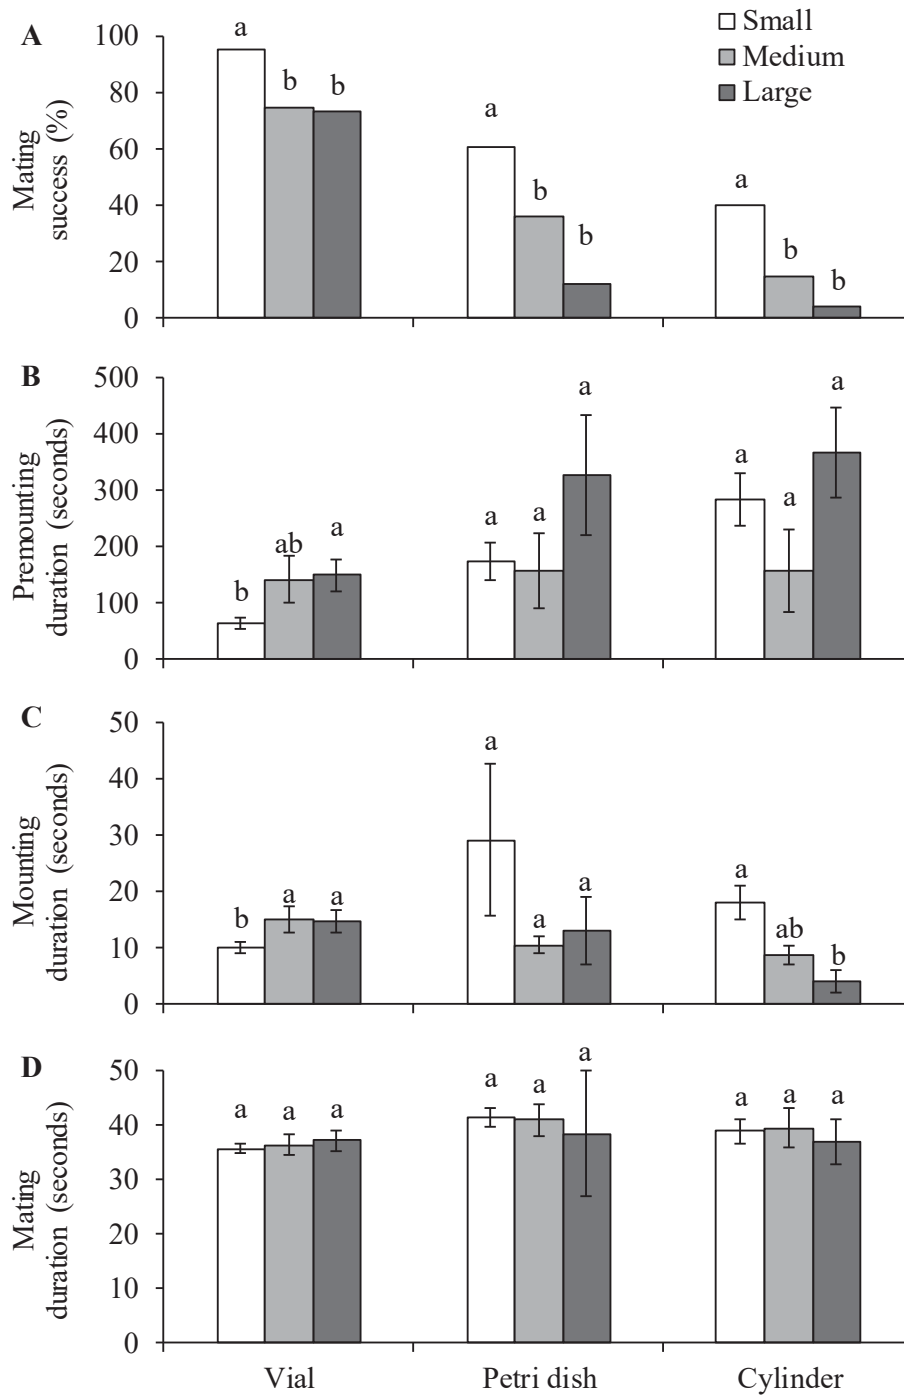 A
Mating
success (%)
100
80
60
40
20
0
a
b
b
a
b
b
a
b
b
Small
Medium
Large
B
Premounting
duration (seconds)
500
400
300
200
100
0
b
ab
a
a
a
a
a
a
a
C
Mounting
duration (seconds)
50
40
30
20
10
0
b
a
a
a
a
a
a
ab
b
D
Mating
duration (seconds)
50
40
30
20
10
0
a
a
a
a
a
a
a
a
a
Vial
Petri dish
Cylinder